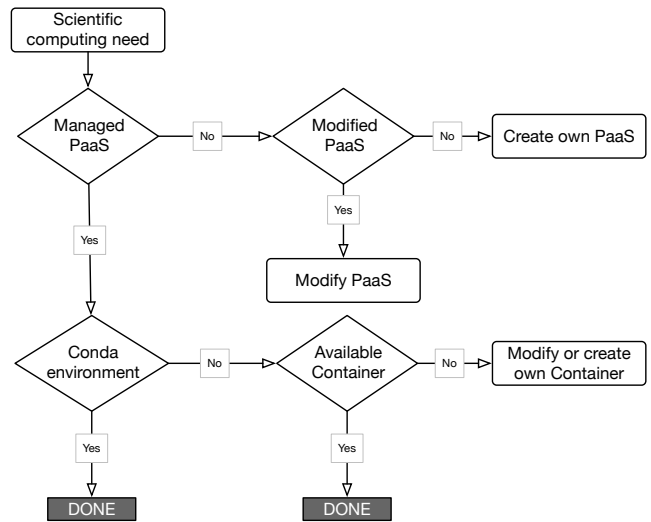 Scientific
computing need
Managed
PaaS
No
Modified
PaaS
No
Create own PaaS
Yes
Yes
Modify PaaS
Conda
environment
No
Available
Container
No
Modify or create
own Container
Yes
Yes
DONE
DONE